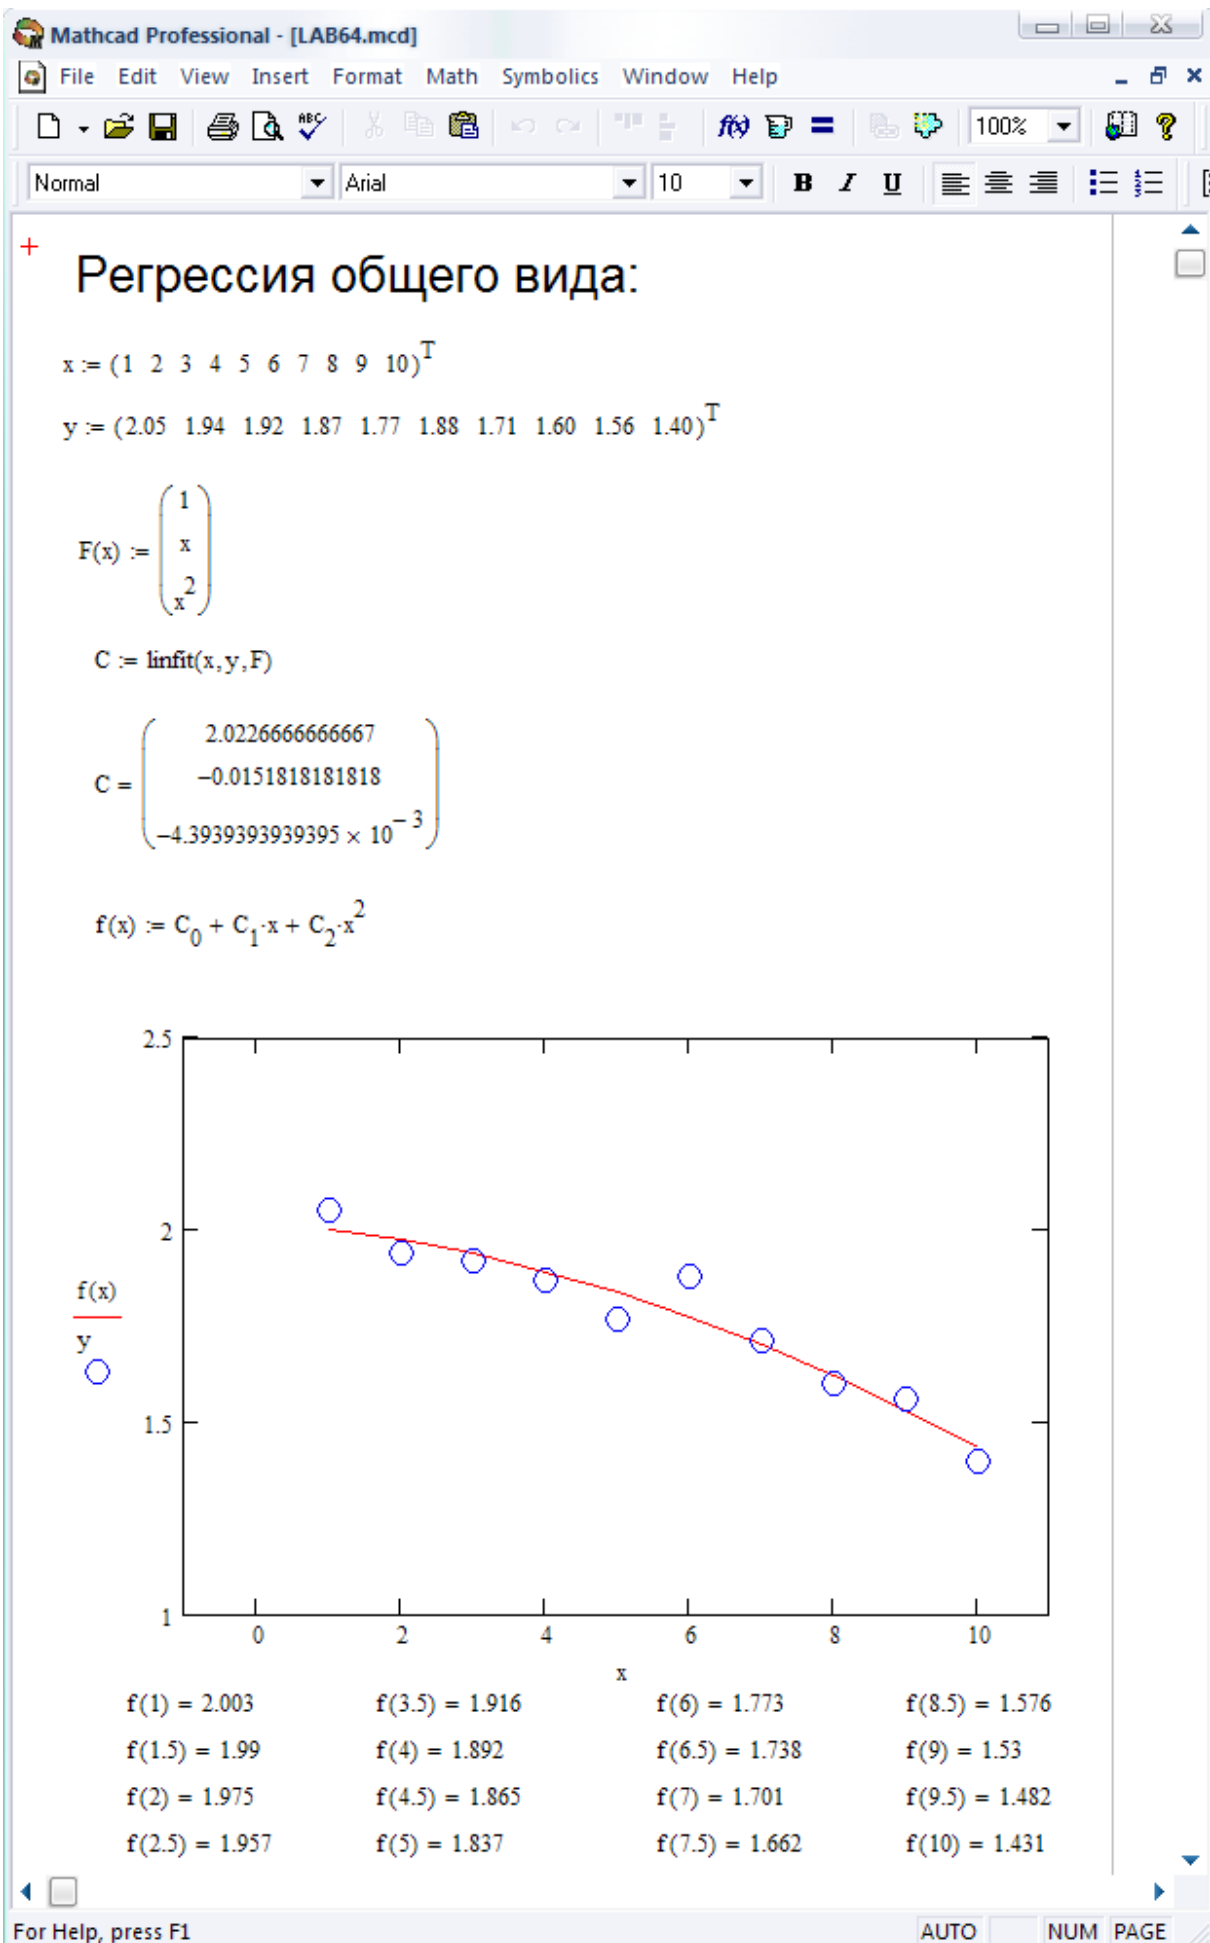 Mathcad Professional - [LAB64.mcd]
File Edit View Insert Format Math Symbolics Window Help
ABC f(x) 100% ?
Normal Arial 10 B I U
Регрессия общего вида:
x := (1 2 3 4 5 6 7 8 9 10)^T
y := (2.05 1.94 1.92 1.87 1.77 1.88 1.71 1.60 1.56 1.40)^T
1
F(x) := x
x^2
C := linfit(x,y,F)
2.0226666666667
C = −0.0151818181818
−4.3939393939395 × 10^−3
f(x) := C_0 + C_1·x + C_2·x^2
2.5
2
f(x)
y
1.5
1
0 2 4 6 8 10
x
f(1) = 2.003 f(3.5) = 1.916 f(6) = 1.773 f(8.5) = 1.576
f(1.5) = 1.99 f(4) = 1.892 f(6.5) = 1.738 f(9) = 1.53
f(2) = 1.975 f(4.5) = 1.865 f(7) = 1.701 f(9.5) = 1.482
f(2.5) = 1.957 f(5) = 1.837 f(7.5) = 1.662 f(10) = 1.431
For Help, press F1 AUTO NUM PAGE